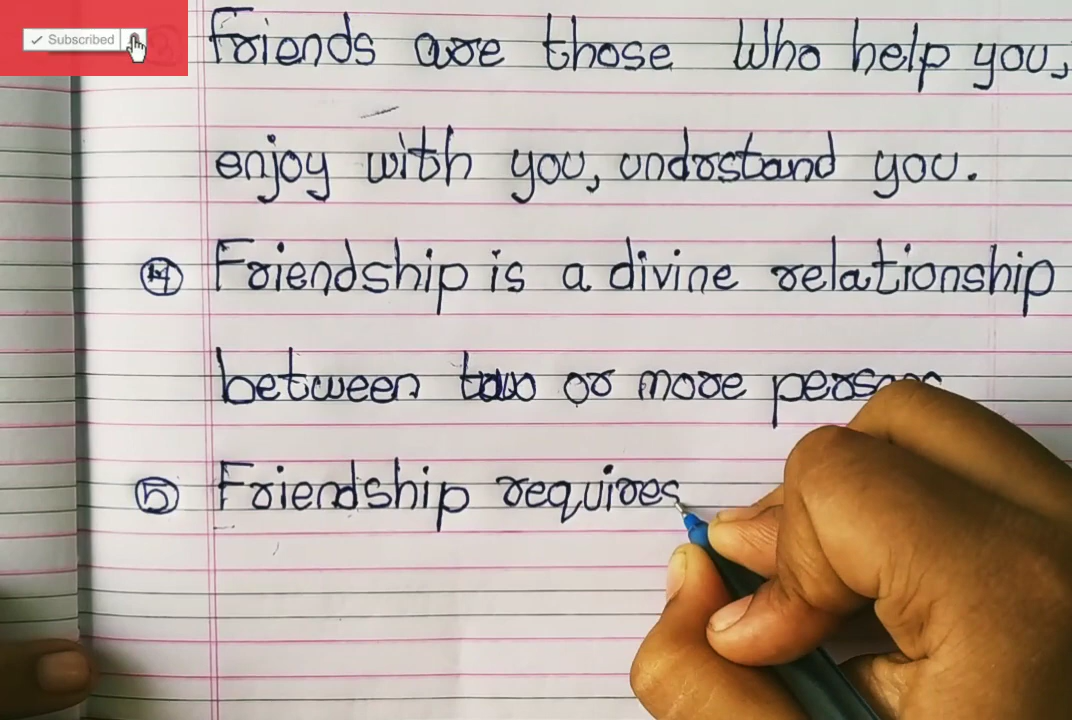 Subscribed
Friends are those Who help you,
enjoy with you, undrstand you.
④ Friendship is a divine relationship
between two or more persons
⑤ Friendship requires